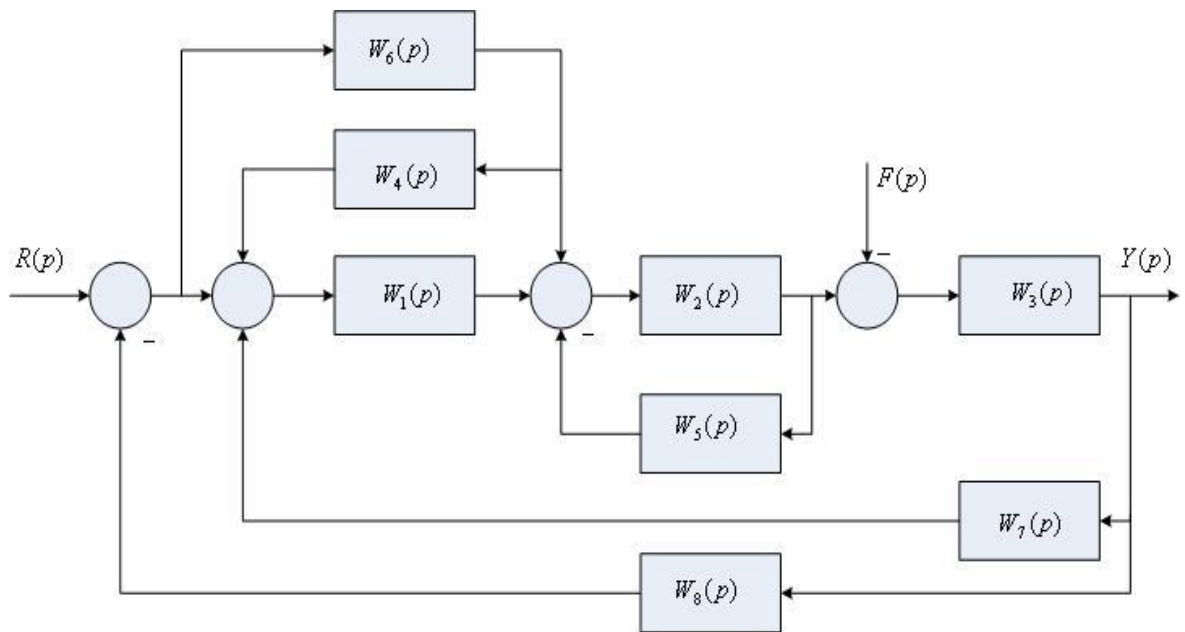 W₆(p)
W₄(p)
F(p)
R(p)
Y(p)
W₁(p)
W₂(p)
W₃(p)
W₅(p)
W₇(p)
W₈(p)